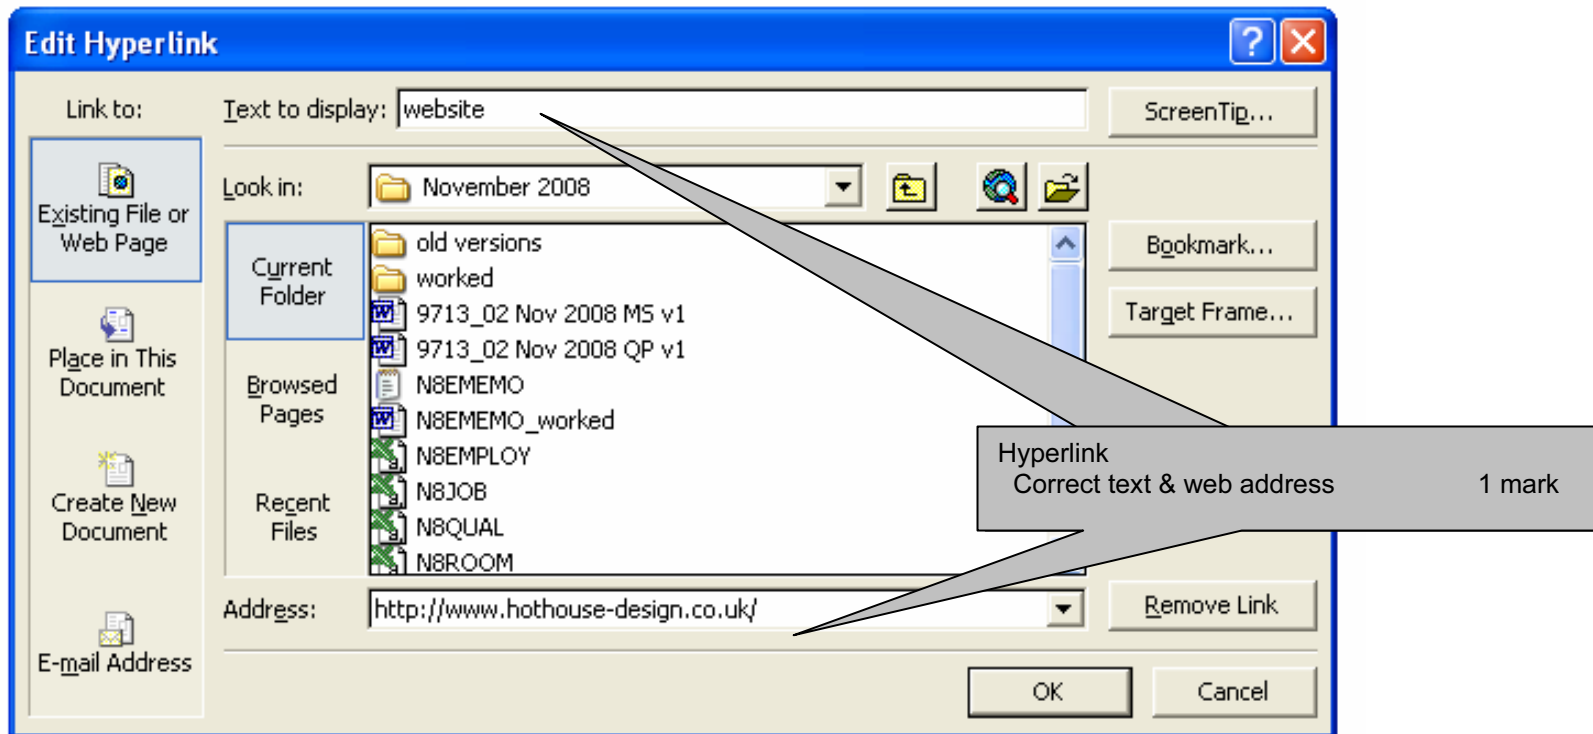 Edit Hyperlink
Link to:
Text to display: website
ScreenTip...
Existing File or
Web Page
Look in: November 2008
Current
Folder
old versions
worked
9713_02 Nov 2008 MS v1
9713_02 Nov 2008 QP v1
N8EMEMO
N8EMEMO_worked
N8EMPLOY
N8JOB
N8QUAL
N8ROOM
Bookmark...
Target Frame...
Place in This
Document
Browsed
Pages
Create New
Document
Recent
Files
Hyperlink
Correct text & web address 1 mark
E-mail Address
Address: http://www.hothouse-design.co.uk/
Remove Link
OK
Cancel